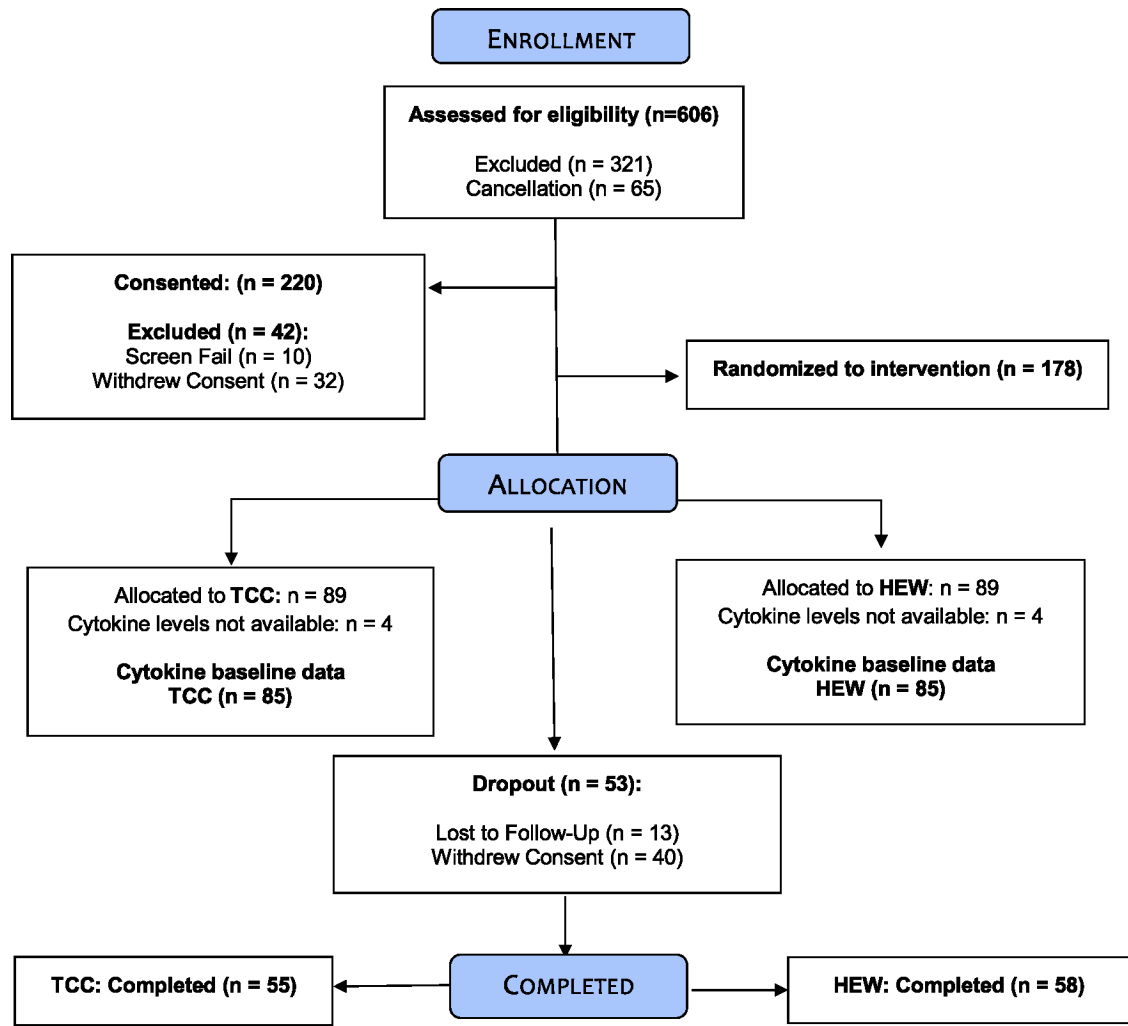 ENROLLMENT
Assessed for eligibility (n=606)
Excluded (n = 321)
Cancellation (n = 65)
Consented: (n = 220)
Excluded (n = 42):
Screen Fail (n = 10)
Withdrew Consent (n = 32)
Randomized to intervention (n = 178)
ALLOCATION
Allocated to TCC: n = 89
Cytokine levels not available: n = 4
Cytokine baseline data
TCC (n = 85)
Allocated to HEW: n = 89
Cytokine levels not available: n = 4
Cytokine baseline data
HEW (n = 85)
Dropout (n = 53):
Lost to Follow-Up (n = 13)
Withdrew Consent (n = 40)
TCC: Completed (n = 55)
COMPLETED
HEW: Completed (n = 58)